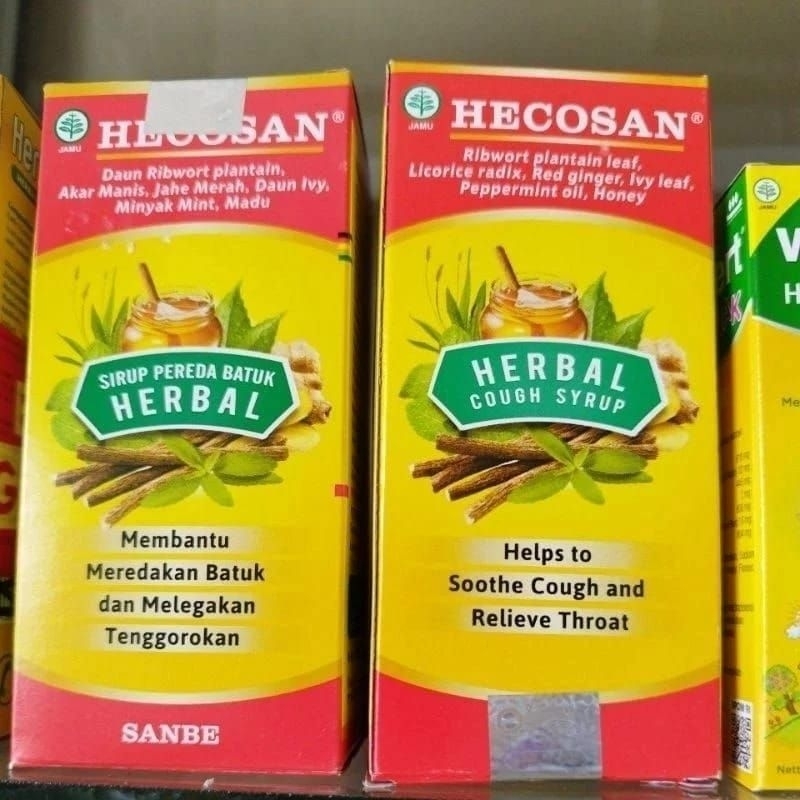 JAMU
HECOSAN®
Daun Ribwort plantain,
Akar Manis, Jahe Merah, Daun Ivy,
Minyak Mint, Madu
SIRUP PEREDA BATUK
HERBAL
Membantu
Meredakan Batuk
dan Melegakan
Tenggorokan
SANBE
JAMU
HECOSAN®
Ribwort plantain leaf,
Licorice radix, Red ginger, Ivy leaf,
Peppermint oil, Honey
HERBAL
COUGH SYRUP
Helps to
Soothe Cough and
Relieve Throat
JAMU